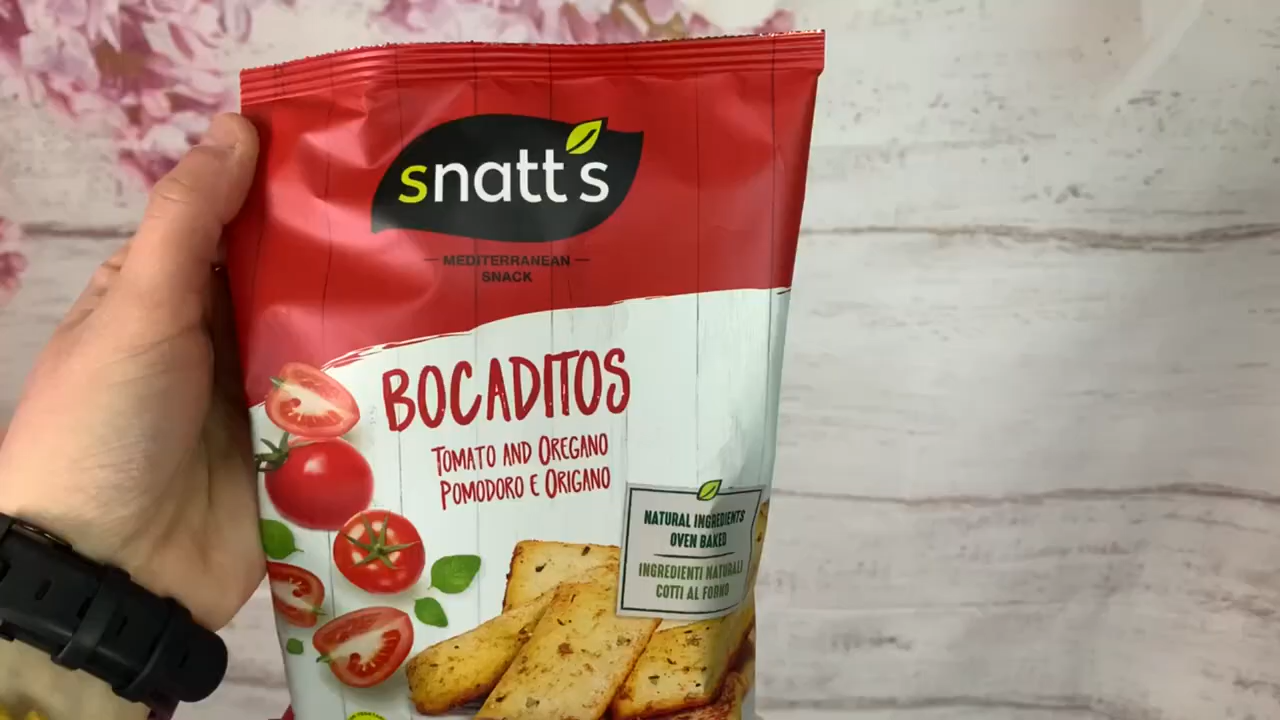 snatt's
MEDITERRANEAN
SNACK
BOCADITOS
TOMATO AND OREGANO
POMODORO E ORIGANO
NATURAL INGREDIENTS
OVEN BAKED
INGREDIENTI NATURALI
COTTI AL FORNO